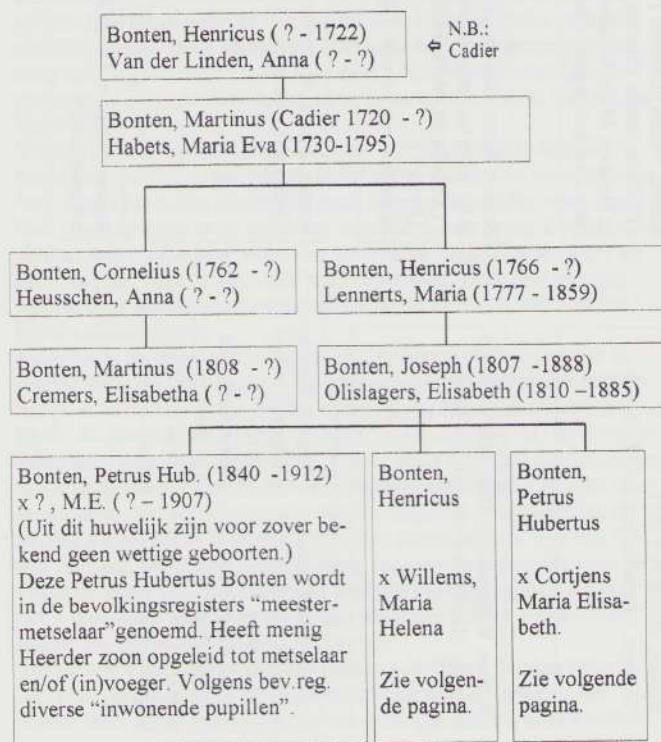 Bonten, Henricus ( ? - 1722)
Van der Linden, Anna ( ? - ?)
N.B.:
⇦ Cadier
Bonten, Martinus (Cadier 1720 - ?)
Habets, Maria Eva (1730-1795)
Bonten, Cornelius (1762 - ?)
Heusschen, Anna ( ? - ?)
Bonten, Henricus (1766 - ?)
Lennerts, Maria (1777 - 1859)
Bonten, Martinus (1808 - ?)
Cremers, Elisabetha ( ? - ?)
Bonten, Joseph (1807 -1888)
Olislagers, Elisabeth (1810 –1885)
Bonten, Petrus Hub. (1840 -1912)
x ? , M.E. ( ? – 1907)
(Uit dit huwelijk zijn voor zover be-
kend geen wettige geboorten.)
Deze Petrus Hubertus Bonten wordt
in de bevolkingsregisters “meester-
metselaar”genoemd. Heeft menig
Heerder zoon opgeleid tot metselaar
en/of (in)voeger. Volgens bev.reg.
diverse “inwonende pupillen”.
Bonten,
Henricus
x Willems,
Maria
Helena
Zie volgen-
de pagina.
Bonten,
Petrus
Hubertus
x Cortjens
Maria Elisa-
beth.
Zie volgende
pagina.